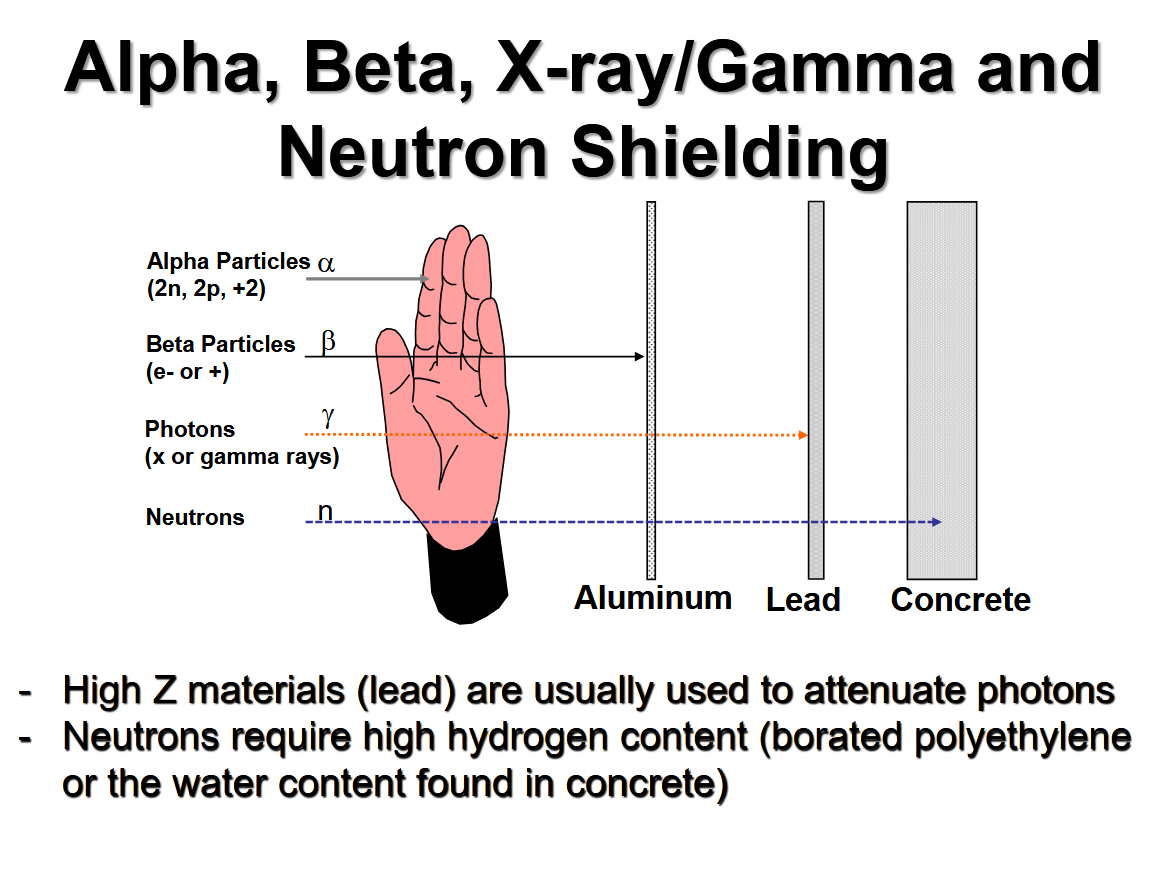 Alpha, Beta, X-ray/Gamma and
Neutron Shielding
Alpha Particles α
(2n, 2p, +2)
Beta Particles β
(e- or +)
γ
Photons
(x or gamma rays)
Neutrons n
Aluminum Lead Concrete
- High Z materials (lead) are usually used to attenuate photons
- Neutrons require high hydrogen content (borated polyethylene
or the water content found in concrete)